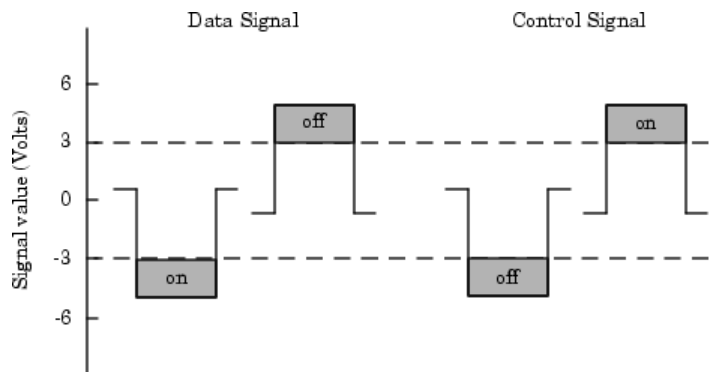 Data Signal
Control Signal
Signal value (Volts)
6
3
0
-3
-6
on
off
off
on